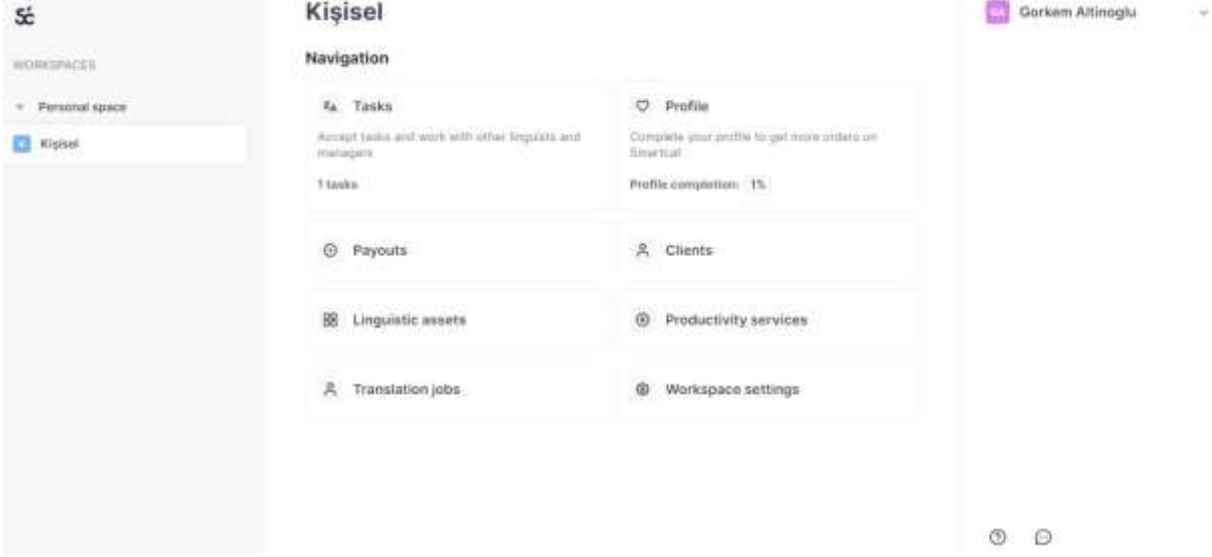 Sć
Kişisel
Gorkem Altinoglu
WORKSPACES
Personal space
K Kişisel
Navigation
Tasks
Accept tasks and work with other linguists and
managers
1 tasks
Profile
Complete your profile to get more orders on
Smartcat
Profile completion: 1%
Payouts
Clients
Linguistic assets
Productivity services
Translation jobs
Workspace settings